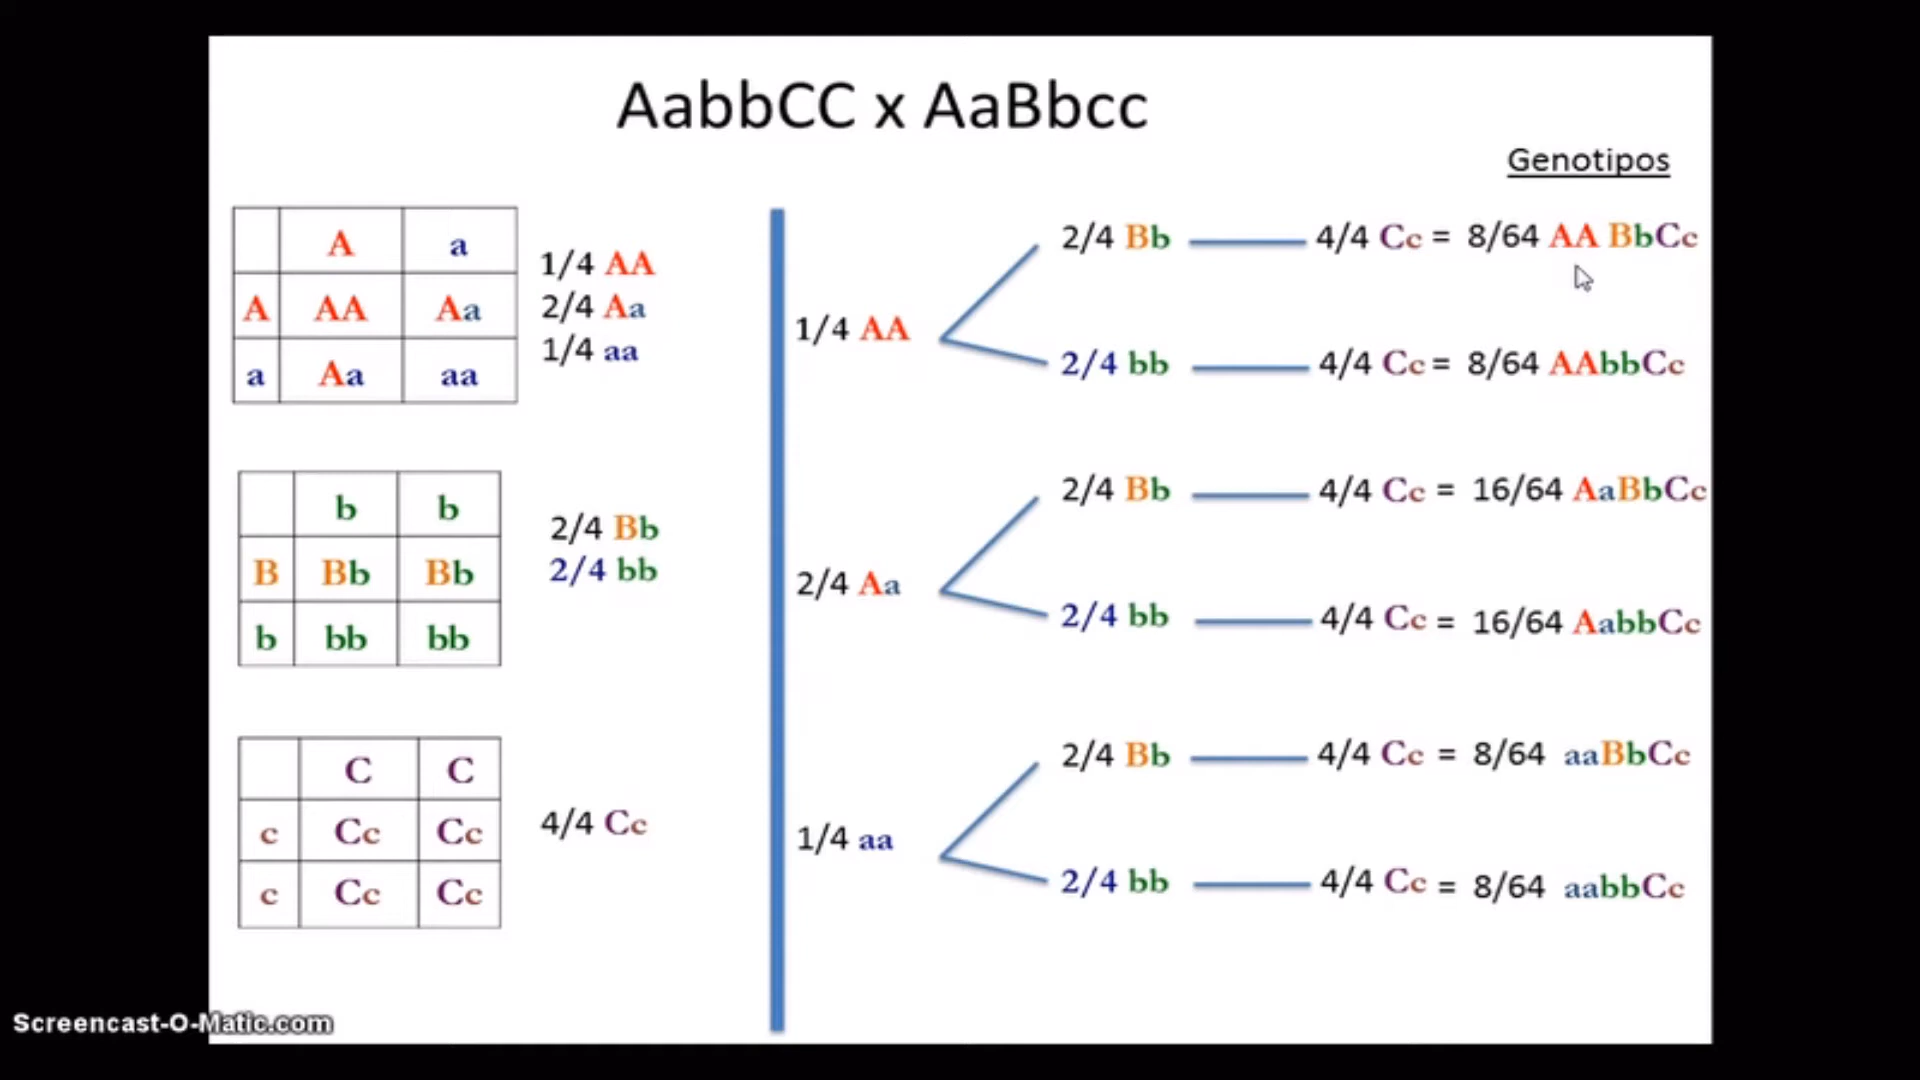 AabbCC x AaBbcc
Genotipos
A a
A AA Aa
a Aa aa
1/4 AA
2/4 Aa
1/4 aa
b b
B Bb Bb
b bb bb
2/4 Bb
2/4 bb
C C
c Cc Cc
c Cc Cc
4/4 Cc
1/4 AA
2/4 Bb 4/4 Cc = 8/64 AA BbCc
2/4 bb 4/4 Cc = 8/64 AAbbCc
2/4 Aa
2/4 Bb 4/4 Cc = 16/64 AaBbCc
2/4 bb 4/4 Cc = 16/64 AabbCc
1/4 aa
2/4 Bb 4/4 Cc = 8/64 aaBbCc
2/4 bb 4/4 Cc = 8/64 aabbCc
Screencast-O-Matic.com